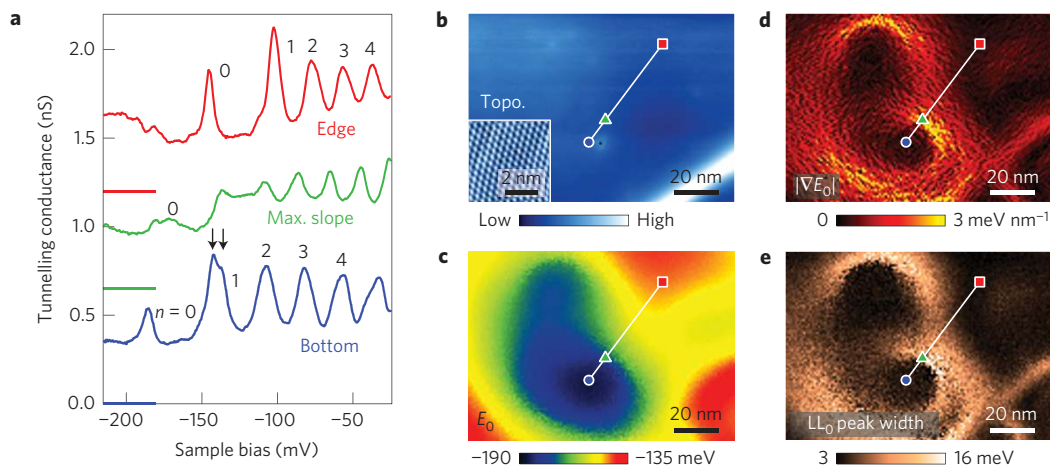 a
2.0
1.5
1.0
0.5
0.0
Tunnelling conductance (nS)
0
1
2
3
4
Edge
0
Max. slope
n = 0
1
2
3
4
Bottom
−200
−150
−100
−50
Sample bias (mV)
b
Topo.
2 nm
20 nm
Low
High
c
E0
20 nm
−190
−135 meV
d
|∇E0|
20 nm
0
3 meV nm−1
e
LL0 peak width
20 nm
3
16 meV